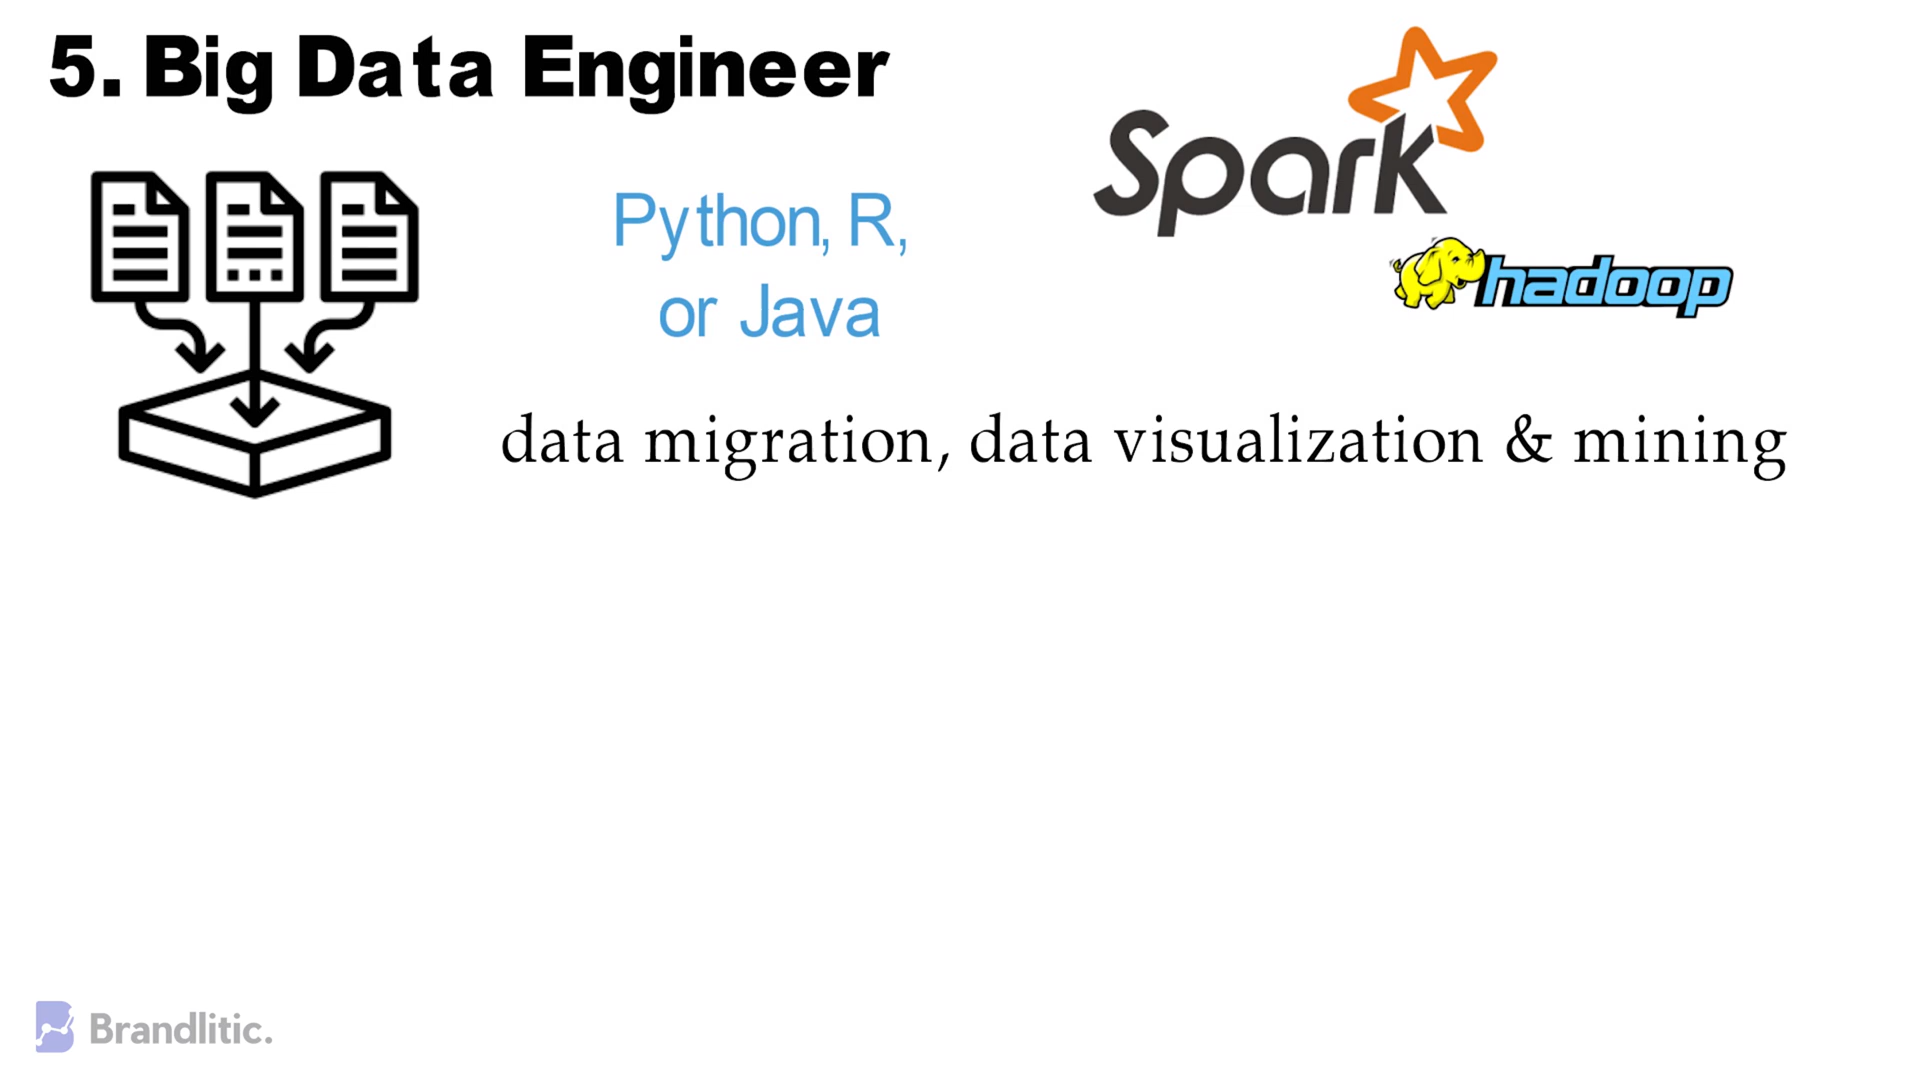 5. Big Data Engineer
Spark
Python, R,
or Java
hadoop
data migration, data visualization & mining
Brandlitic.